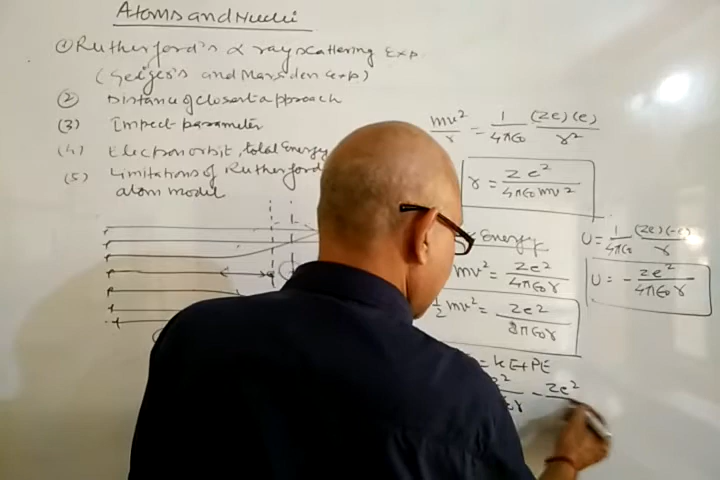 Atoms and Nuclei
(1) Rutherford's α ray scattering Exp.
(Geiger's and Marsden exp)
(2) Distance of closest approach
(3) Impect parameter
(4) Electron orbit, total Energy
(5) Limitations of Rutherford
atom model
mv²/r = 1/4πε₀ (Ze)(e)/r²
r = Ze²/4πε₀mv²
Energy
mv² = Ze²/4πε₀r
½mv² = Ze²/8πε₀r
U = 1/4πε₀ (Ze)(-e)/r
U = - Ze²/4πε₀r
= KE+PE
- Ze²